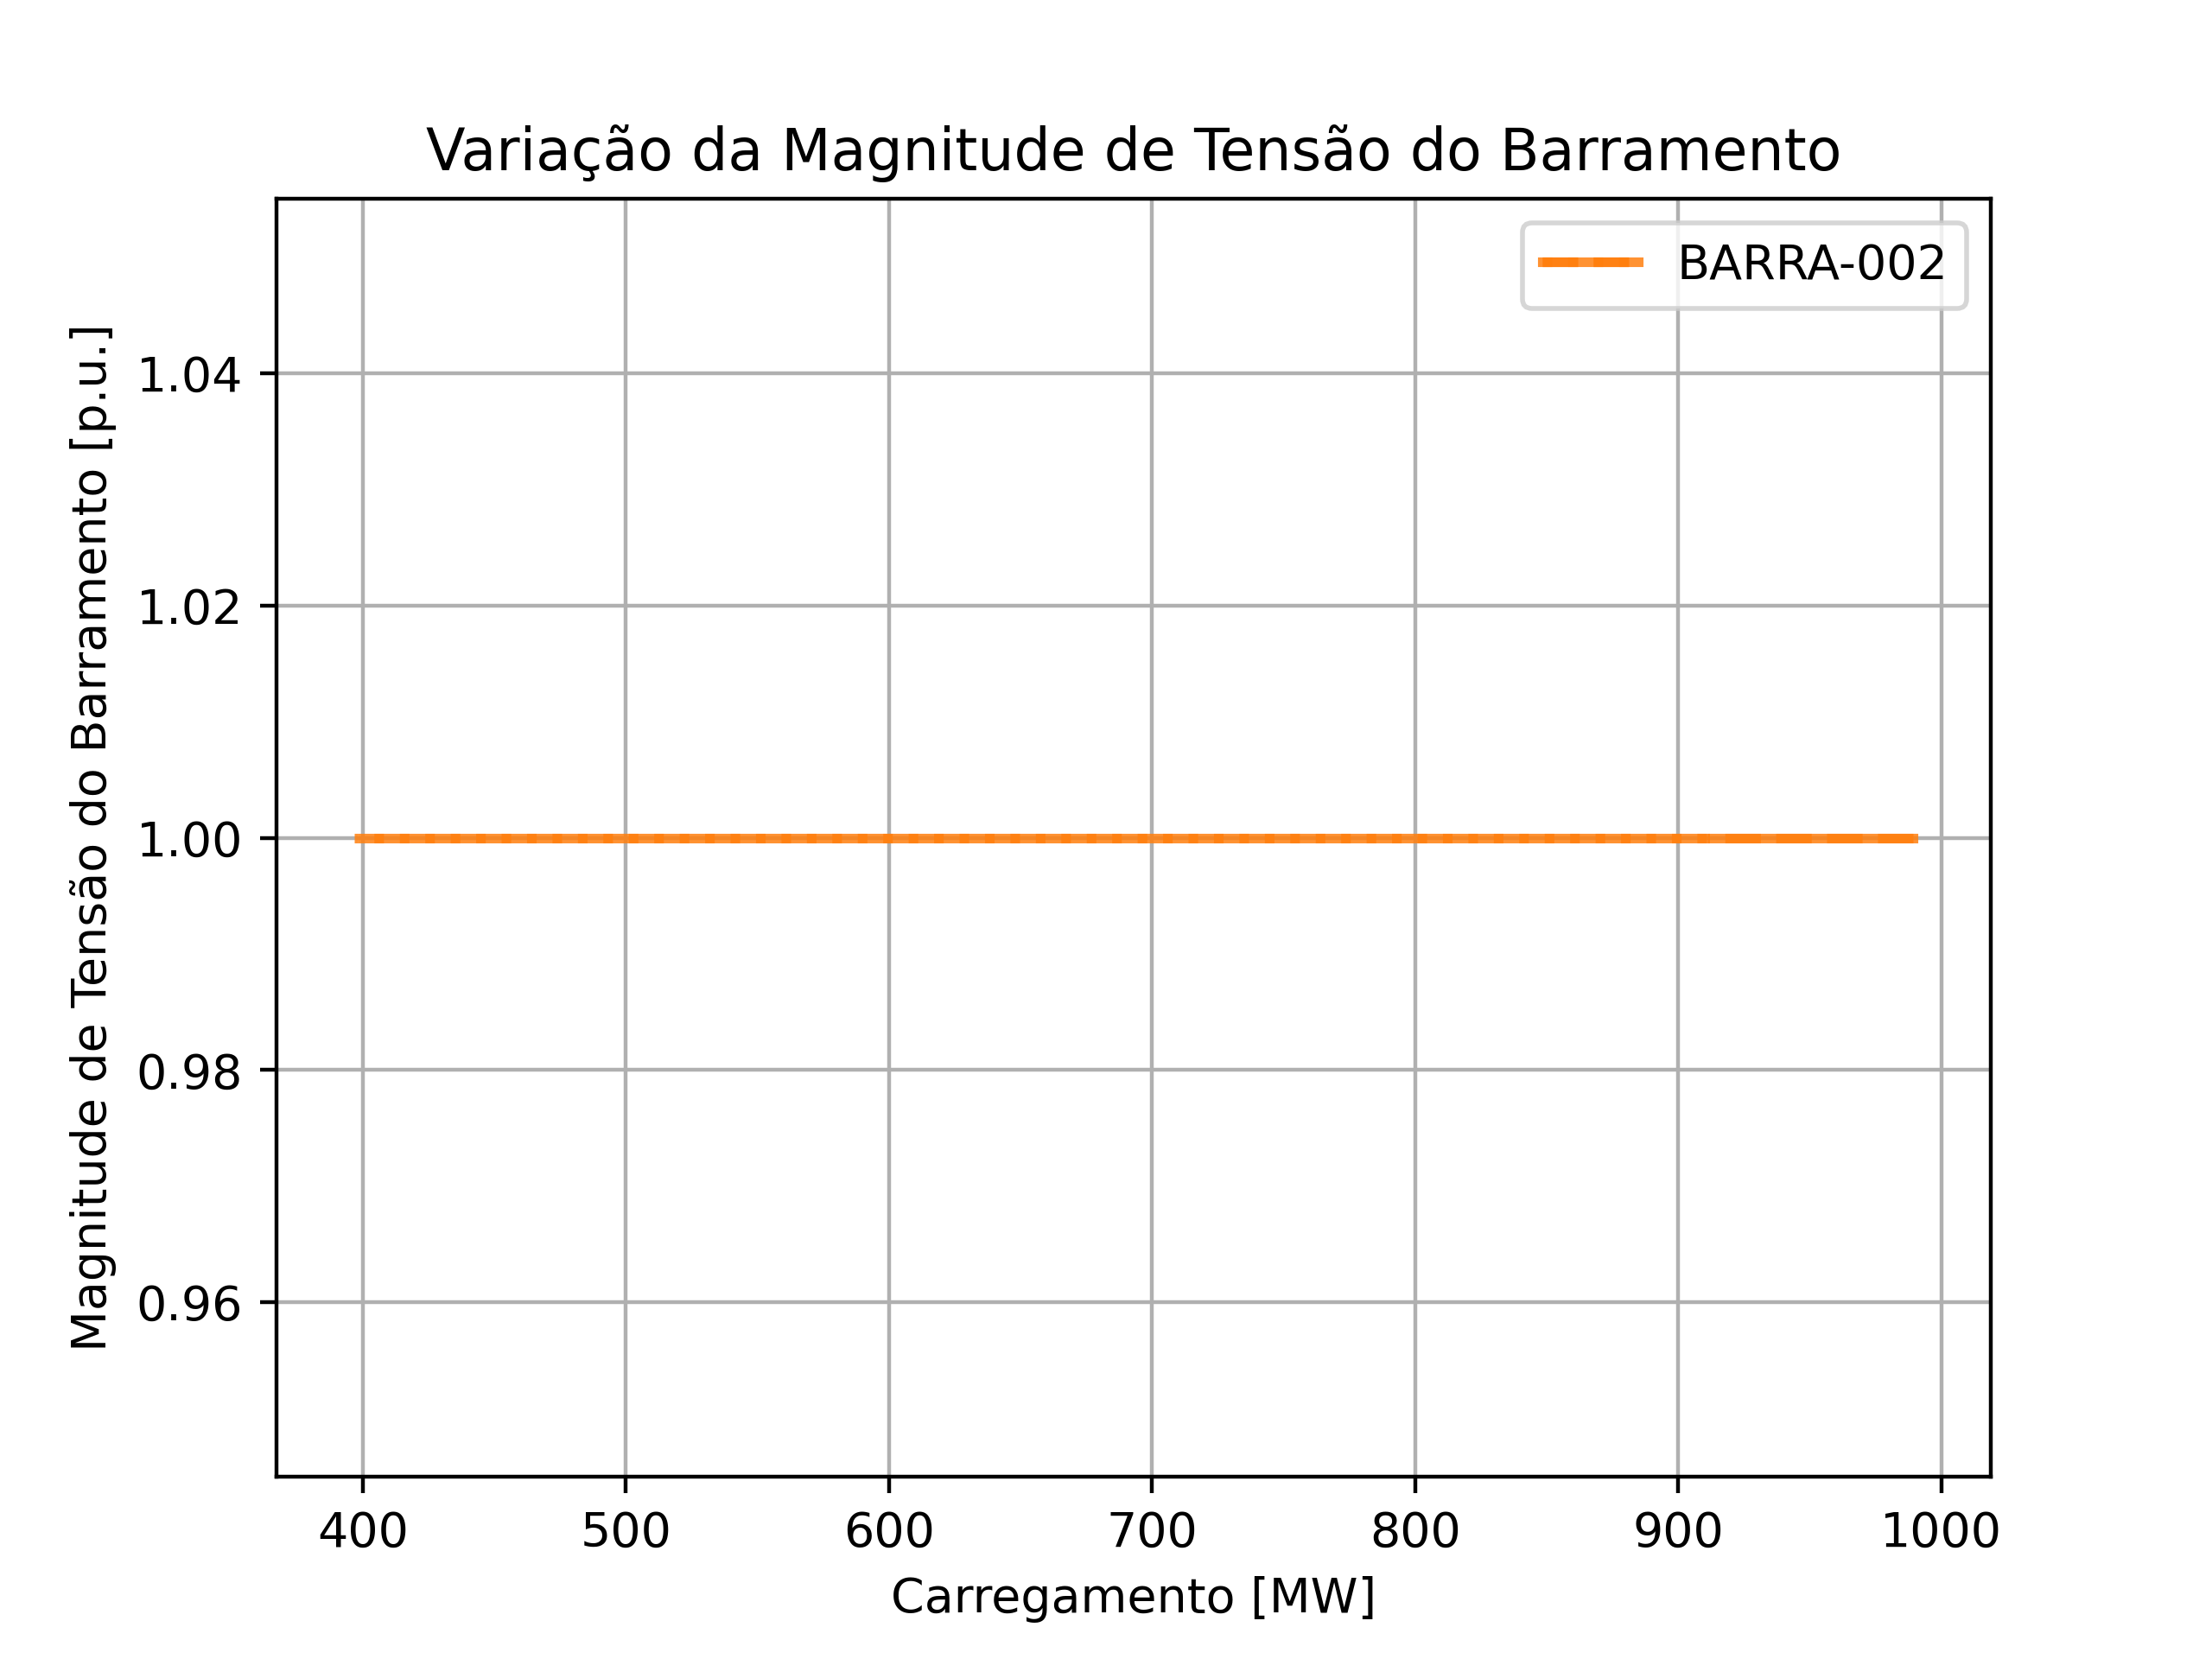 Variação da Magnitude de Tensão do Barramento
BARRA-002
Magnitude de Tensão do Barramento [p.u.]
1.04
1.02
1.00
0.98
0.96
400 500 600 700 800 900 1000
Carregamento [MW]